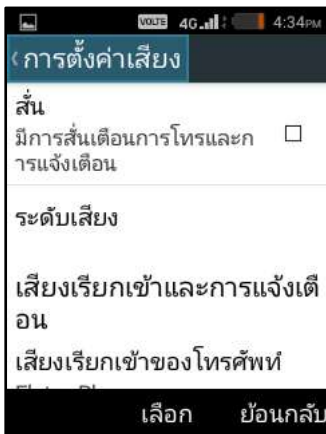 VOLTE 4G 4:34PM
การตั้งค่าเสียง
สั่น
มีการสั่นเตือนการโทรและก
ารแจ้งเตือน
ระดับเสียง
เสียงเรียกเข้าและการแจ้งเตื
อน
เสียงเรียกเข้าของโทรศัพท์
เลือก ย้อนกลับ